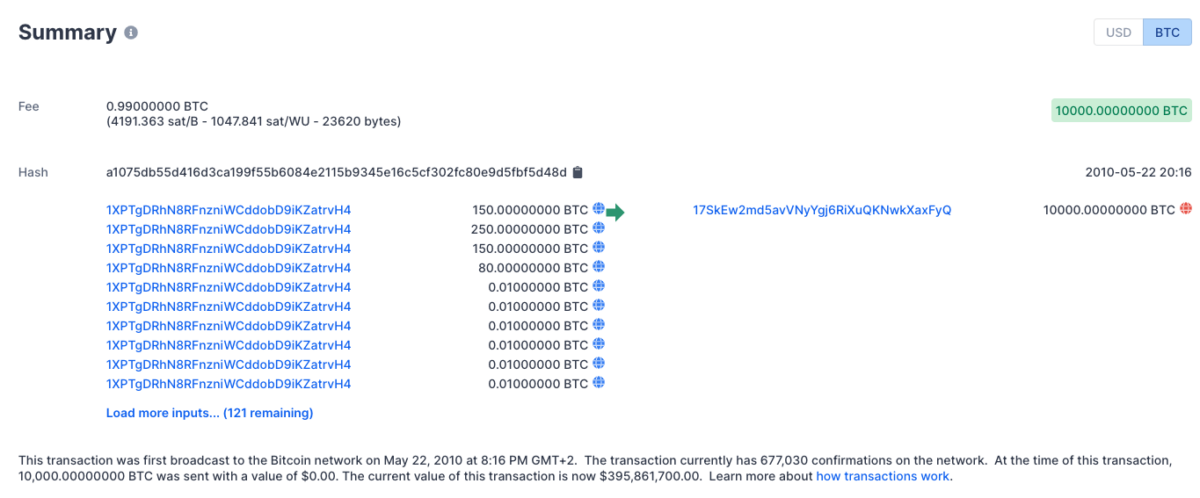 Summary
USD BTC
Fee 0.99000000 BTC 10000.00000000 BTC
(4191.363 sat/B - 1047.841 sat/WU - 23620 bytes)
Hash a1075db55d416d3ca199f55b6084e2115b9345e16c5cf302fc80e9d5fbf5d48d 2010-05-22 20:16
1XPTgDRhN8RFnzniWCddobD9iKZatrvH4 150.00000000 BTC 17SkEw2md5avVNyYgj6RiXuQKNwkXaxFyQ 10000.00000000 BTC
1XPTgDRhN8RFnzniWCddobD9iKZatrvH4 250.00000000 BTC
1XPTgDRhN8RFnzniWCddobD9iKZatrvH4 150.00000000 BTC
1XPTgDRhN8RFnzniWCddobD9iKZatrvH4 80.00000000 BTC
1XPTgDRhN8RFnzniWCddobD9iKZatrvH4 0.01000000 BTC
1XPTgDRhN8RFnzniWCddobD9iKZatrvH4 0.01000000 BTC
1XPTgDRhN8RFnzniWCddobD9iKZatrvH4 0.01000000 BTC
1XPTgDRhN8RFnzniWCddobD9iKZatrvH4 0.01000000 BTC
1XPTgDRhN8RFnzniWCddobD9iKZatrvH4 0.01000000 BTC
1XPTgDRhN8RFnzniWCddobD9iKZatrvH4 0.01000000 BTC
Load more inputs... (121 remaining)
This transaction was first broadcast to the Bitcoin network on May 22, 2010 at 8:16 PM GMT+2. The transaction currently has 677,030 confirmations on the network. At the time of this transaction,
10,000.00000000 BTC was sent with a value of $0.00. The current value of this transaction is now $395,861,700.00. Learn more about how transactions work.